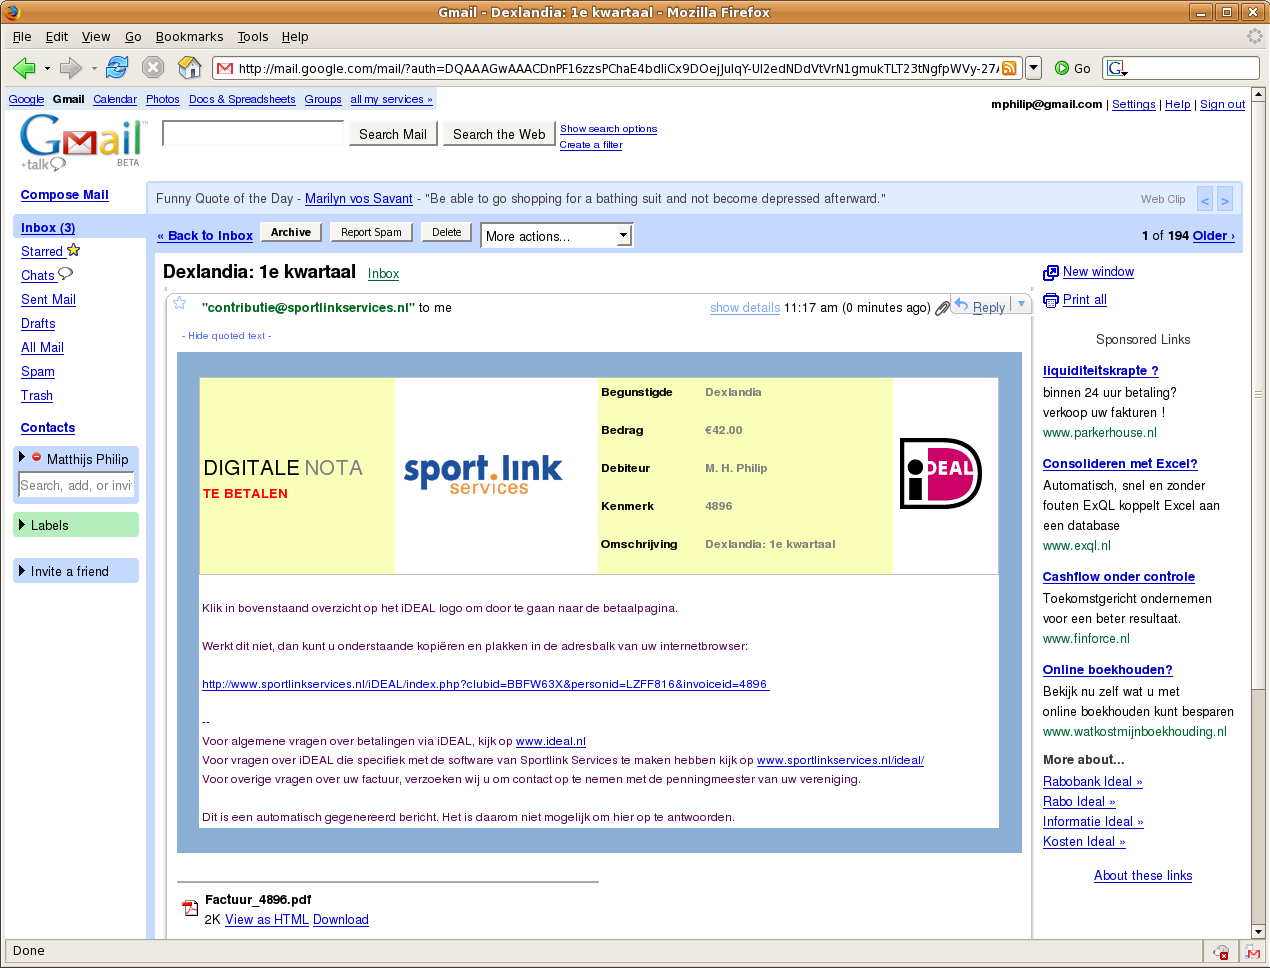 Gmail - Dexlandia: 1e kwartaal - Mozilla Firefox
File Edit View Go Bookmarks Tools Help
http://mail.google.com/mail/?auth=DQAAAGwAAACDnPF16zzsPChaE4bdIiCx9DOejJulqY-UI2edNDdVtVrN1gmukTLT23tNgfpWVy-27/ Go G
Google Gmail Calendar Photos Docs & Spreadsheets Groups all my services »
mphilip@gmail.com | Settings | Help | Sign out
Gmail™ +talk BETA
Search Mail Search the Web Show search options
Create a filter
Compose Mail
Inbox (3)
Starred
Chats
Sent Mail
Drafts
All Mail
Spam
Trash
Contacts
Matthijs Philip
Search, add, or invi
Labels
Invite a friend
Funny Quote of the Day - Marilyn vos Savant - "Be able to go shopping for a bathing suit and not become depressed afterward." Web Clip < >
« Back to Inbox Archive Report Spam Delete More actions... 1 of 194 Older ›
Dexlandia: 1e kwartaal Inbox
"contributie@sportlinkservices.nl" to me show details 11:17 am (0 minutes ago) Reply
- Hide quoted text -
DIGITALE NOTA
TE BETALEN
sport.link
services
Begunstigde Dexlandia
Bedrag €42.00
Debiteur M. H. Philip
Kenmerk 4896
Omschrijving Dexlandia: 1e kwartaal
iDEAL
Klik in bovenstaand overzicht op het iDEAL logo om door te gaan naar de betaalpagina.
Werkt dit niet, dan kunt u onderstaande kopiëren en plakken in de adresbalk van uw internetbrowser:
http://www.sportlinkservices.nl/iDEAL/index.php?clubid=BBFW63X&personid=LZFF816&invoiceid=4896
--
Voor algemene vragen over betalingen via iDEAL, kijk op www.ideal.nl
Voor vragen over iDEAL die specifiek met de software van Sportlink Services te maken hebben kijk op www.sportlinkservices.nl/ideal/
Voor overige vragen over uw factuur, verzoeken wij u om contact op te nemen met de penningmeester van uw vereniging.
Dit is een automatisch gegenereerd bericht. Het is daarom niet mogelijk om hier op te antwoorden.
Factuur_4896.pdf
2K View as HTML Download
New window
Print all
Sponsored Links
liquiditeitskrapte ?
binnen 24 uur betaling?
verkoop uw fakturen !
www.parkerhouse.nl
Consolideren met Excel?
Automatisch, snel en zonder
fouten ExQL koppelt Excel aan
een database
www.exql.nl
Cashflow onder controle
Toekomstgericht ondernemen
voor een beter resultaat.
www.finforce.nl
Online boekhouden?
Bekijk nu zelf wat u met
online boekhouden kunt besparen
www.watkostmijnboekhouding.nl
More about...
Rabobank Ideal »
Rabo Ideal »
Informatie Ideal »
Kosten Ideal »
About these links
Done